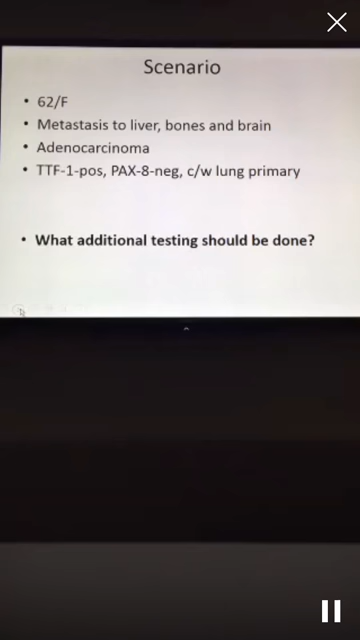 Scenario
• 62/F
• Metastasis to liver, bones and brain
• Adenocarcinoma
• TTF-1-pos, PAX-8-neg, c/w lung primary
• What additional testing should be done?